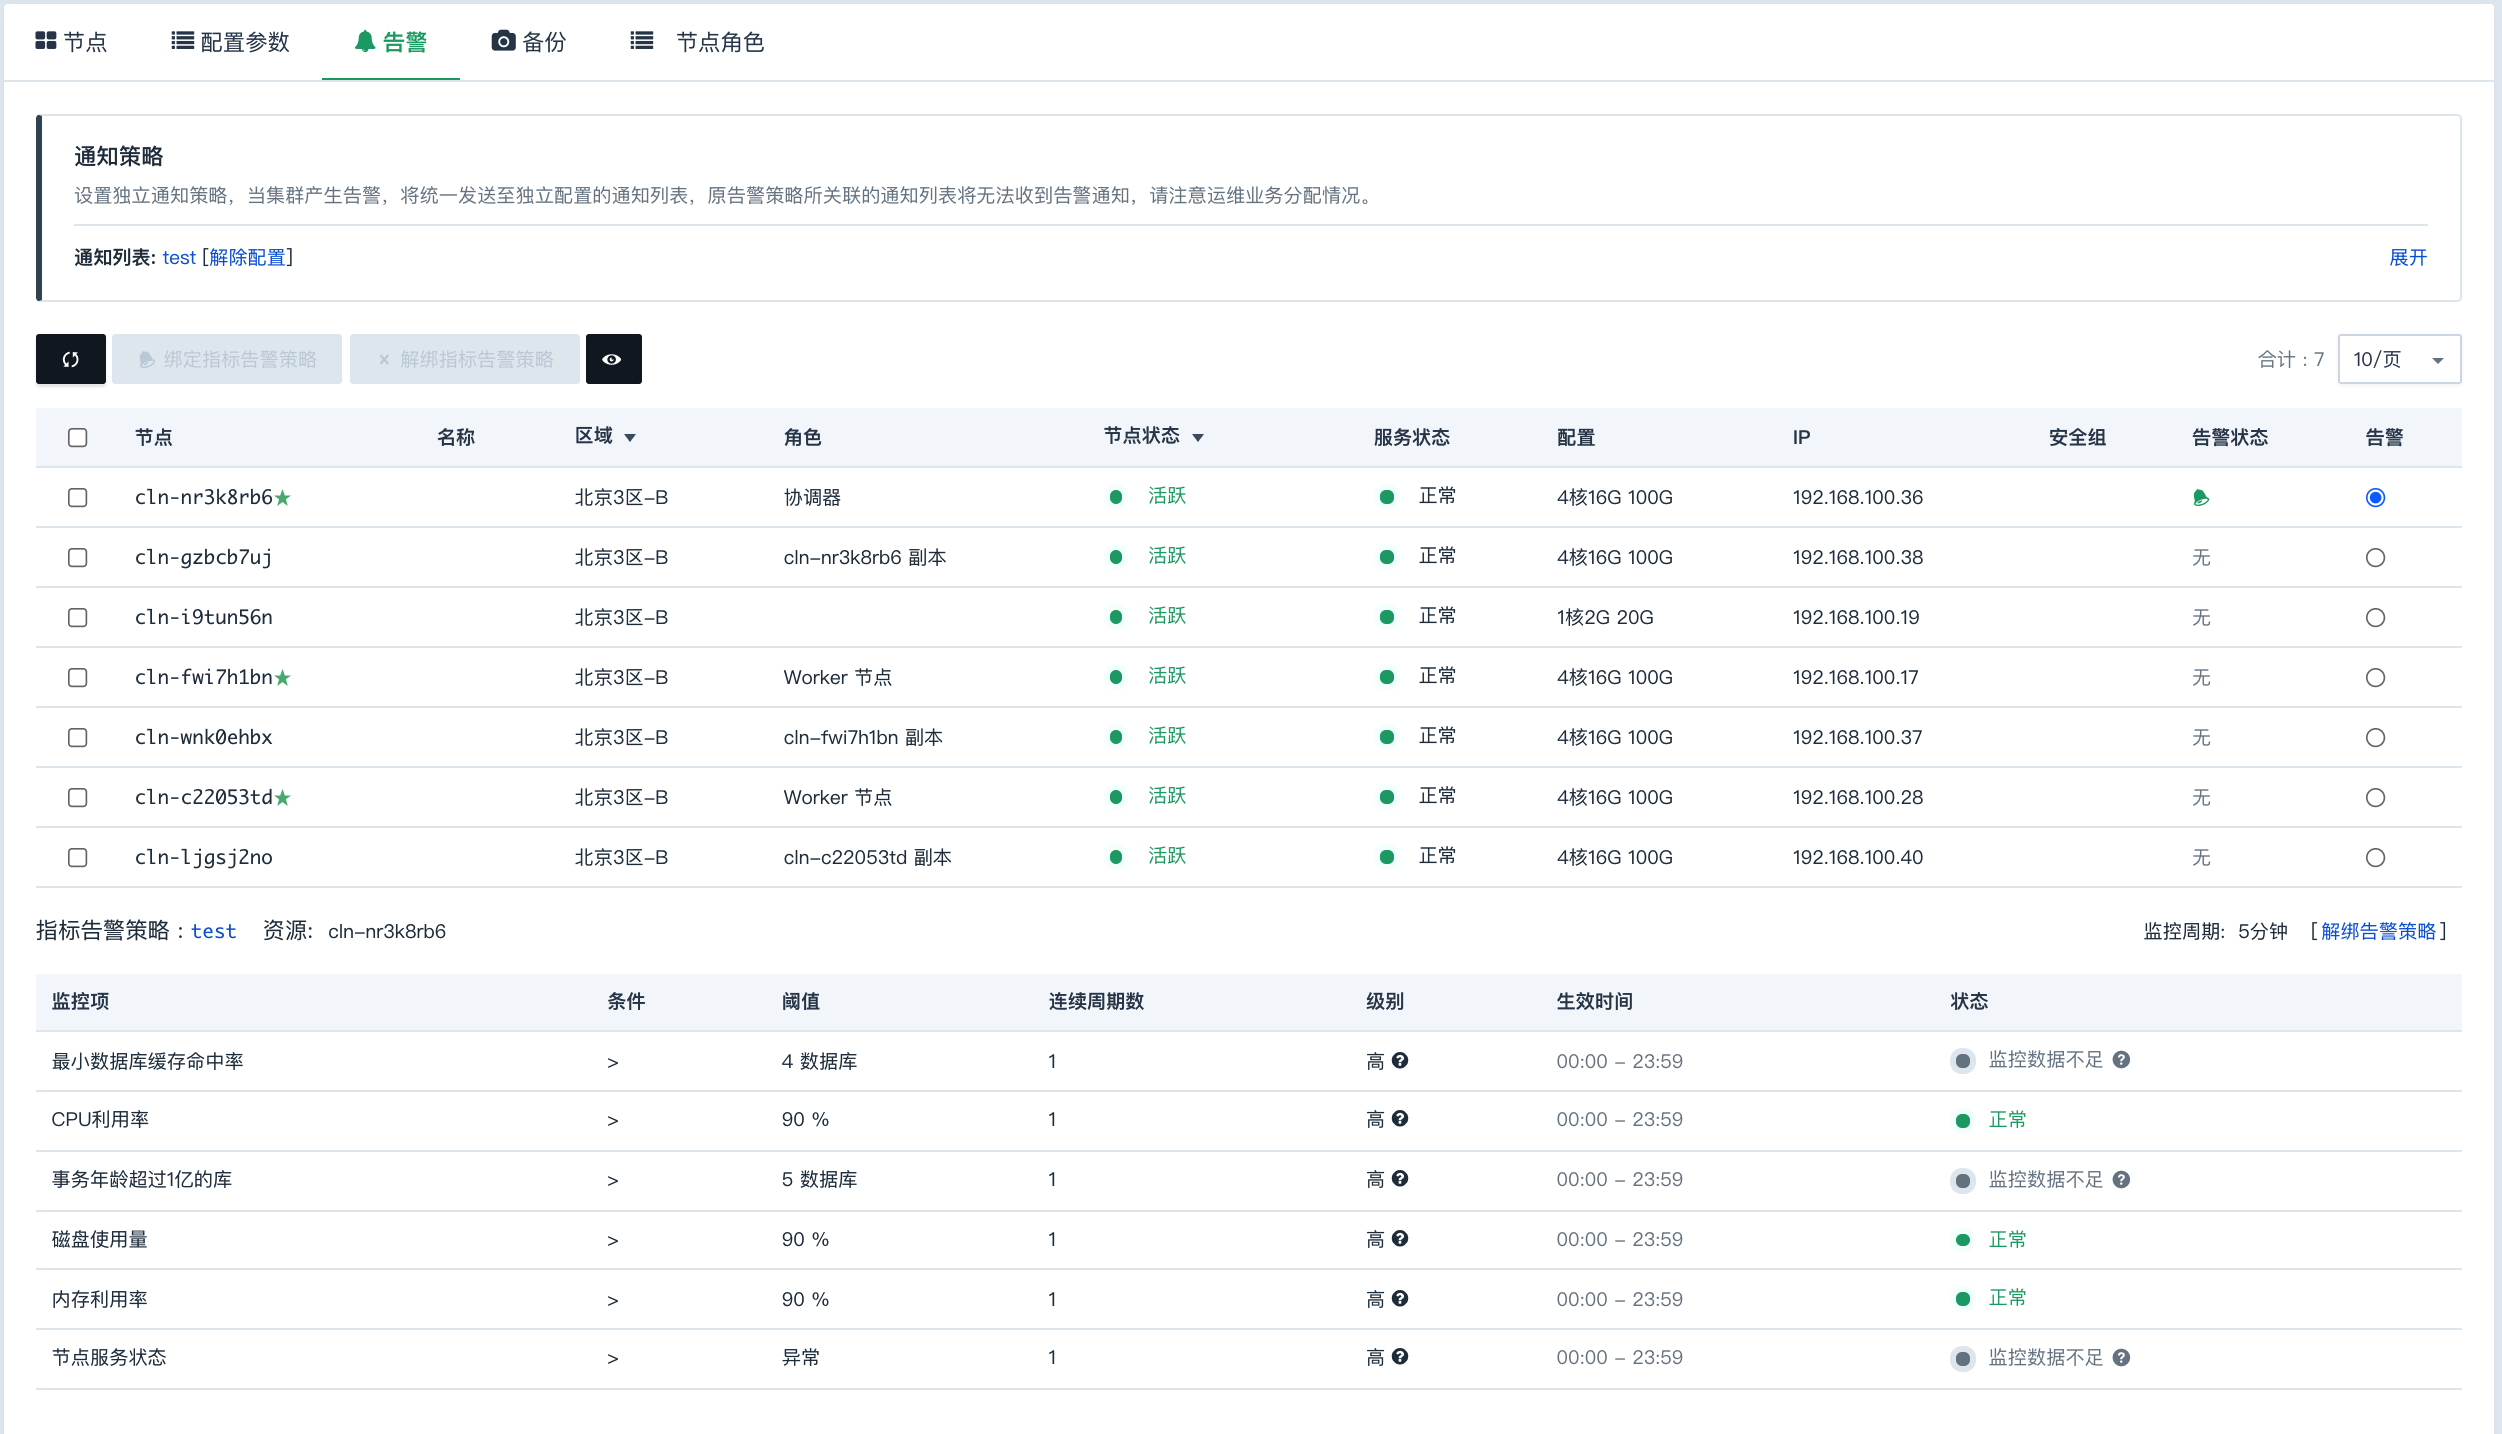 节点 配置参数 告警 备份 节点角色
通知策略
设置独立通知策略，当集群产生告警，将统一发送至独立配置的通知列表，原告警策略所关联的通知列表将无法收到告警通知，请注意运维业务分配情况。
通知列表: test [解除配置] 展开
绑定指标告警策略 × 解绑指标告警策略 合计 : 7 10/页
节点 名称 区域 角色 节点状态 服务状态 配置 IP 安全组 告警状态 告警
cln-nr3k8rb6★ 北京3区-B 协调器 活跃 正常 4核16G 100G 192.168.100.36
cln-gzbcb7uj 北京3区-B cln-nr3k8rb6 副本 活跃 正常 4核16G 100G 192.168.100.38 无
cln-i9tun56n 北京3区-B 活跃 正常 1核2G 20G 192.168.100.19 无
cln-fwi7h1bn★ 北京3区-B Worker 节点 活跃 正常 4核16G 100G 192.168.100.17 无
cln-wnk0ehbx 北京3区-B cln-fwi7h1bn 副本 活跃 正常 4核16G 100G 192.168.100.37 无
cln-c22053td★ 北京3区-B Worker 节点 活跃 正常 4核16G 100G 192.168.100.28 无
cln-ljgsj2no 北京3区-B cln-c22053td 副本 活跃 正常 4核16G 100G 192.168.100.40 无
指标告警策略 : test 资源: cln-nr3k8rb6 监控周期: 5分钟 [解绑告警策略]
监控项 条件 阈值 连续周期数 级别 生效时间 状态
最小数据库缓存命中率 > 4 数据库 1 高 ? 00:00 - 23:59 监控数据不足 ?
CPU利用率 > 90 % 1 高 ? 00:00 - 23:59 正常
事务年龄超过1亿的库 > 5 数据库 1 高 ? 00:00 - 23:59 监控数据不足 ?
磁盘使用量 > 90 % 1 高 ? 00:00 - 23:59 正常
内存利用率 > 90 % 1 高 ? 00:00 - 23:59 正常
节点服务状态 > 异常 1 高 ? 00:00 - 23:59 监控数据不足 ?